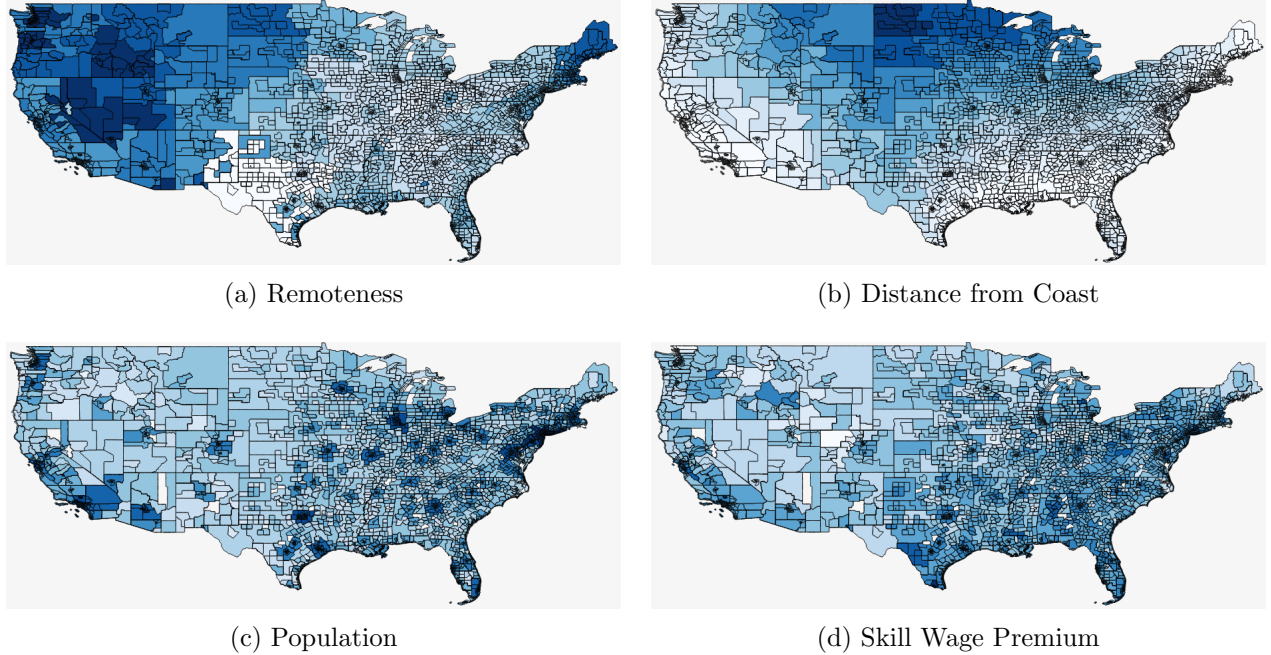 (a) Remoteness
(b) Distance from Coast
(c) Population
(d) Skill Wage Premium